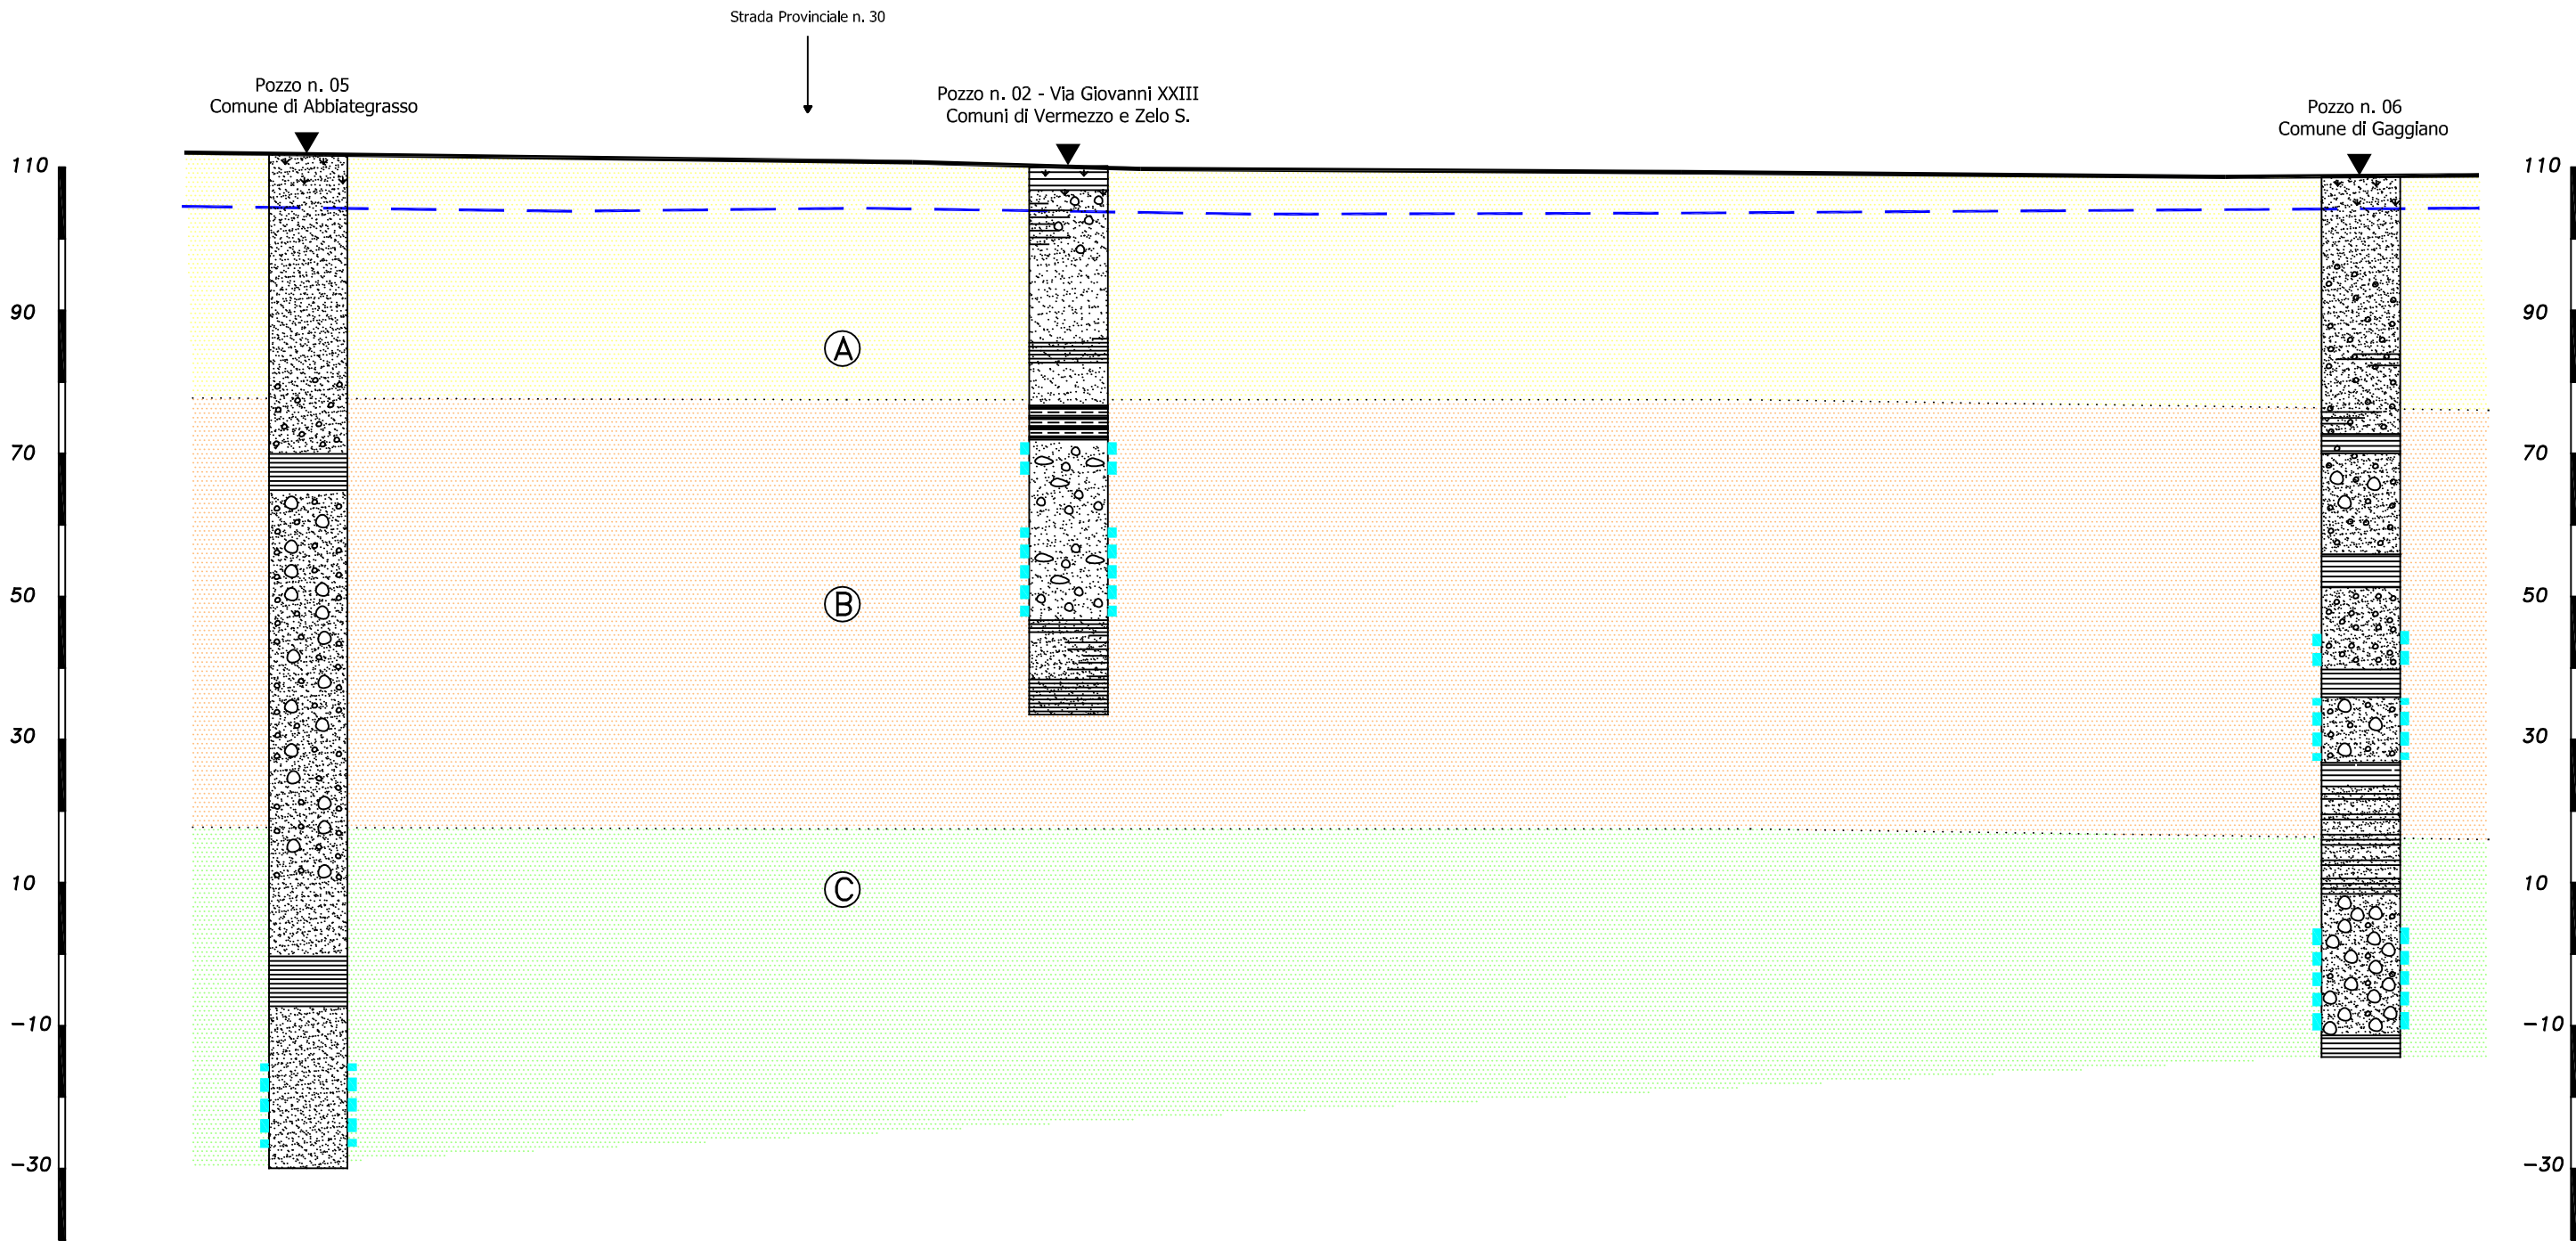 Strada Provinciale n. 30
Pozzo n. 05
Comune di Abbiategrasso
Pozzo n. 02 - Via Giovanni XXIII
Comuni di Vermezzo e Zelo S.
Pozzo n. 06
Comune di Gaggiano
110
110
90
90
A
70
70
50
50
B
30
30
10
10
C
-10
-10
-30
-30